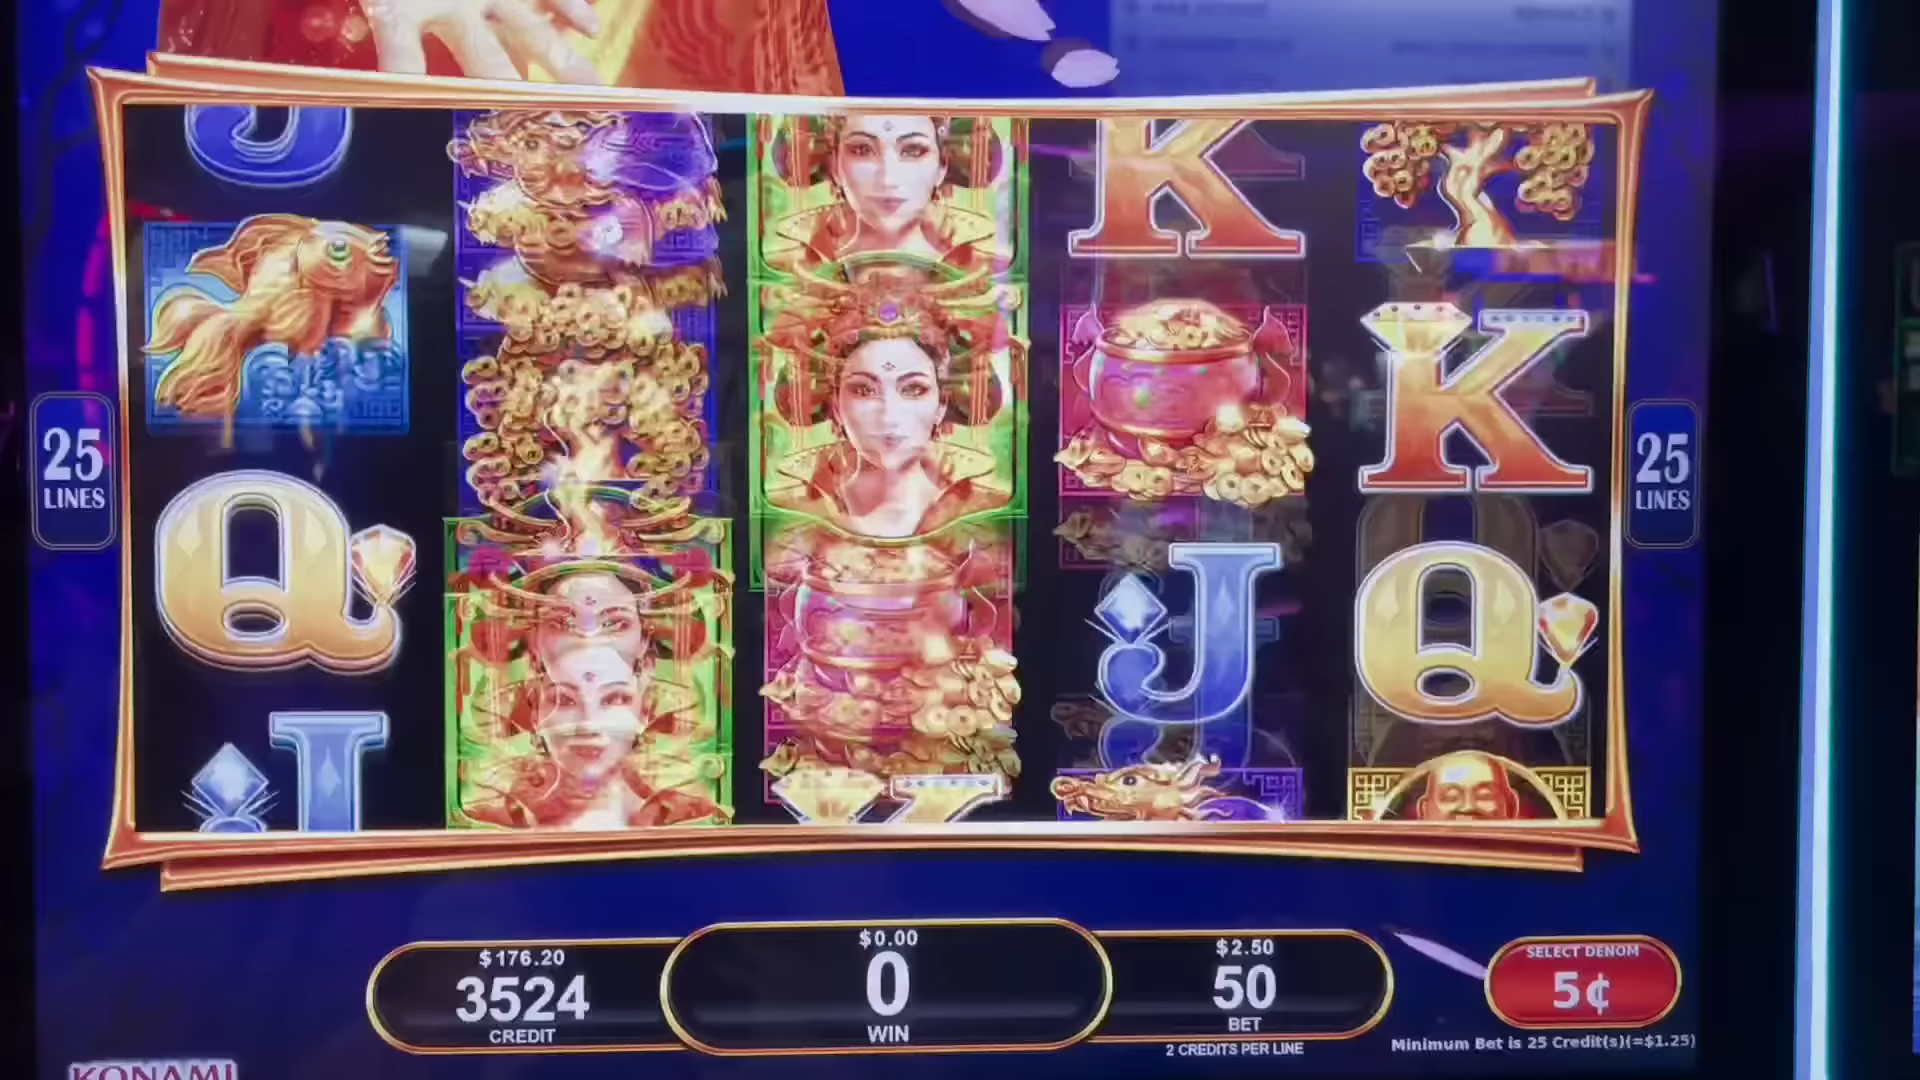 J
K
K
Q
J
Q
J
25
LINES
25
LINES
$176.20
3524
CREDIT
$0.00
0
WIN
$2.50
50
BET
2 CREDITS PER LINE
SELECT DENOM
5¢
Minimum Bet is 25 Credit(s)(=$1.25)
KONAMI